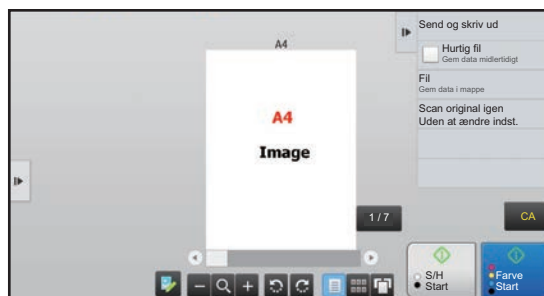 A4
A4
Image
1 / 7
Send og skriv ud
Hurtig fil
Gem data midlertidigt
Fil
Gem data i mappe
Scan original igen
Uden at ændre indst.
CA
S/H
Start
Farve
Start